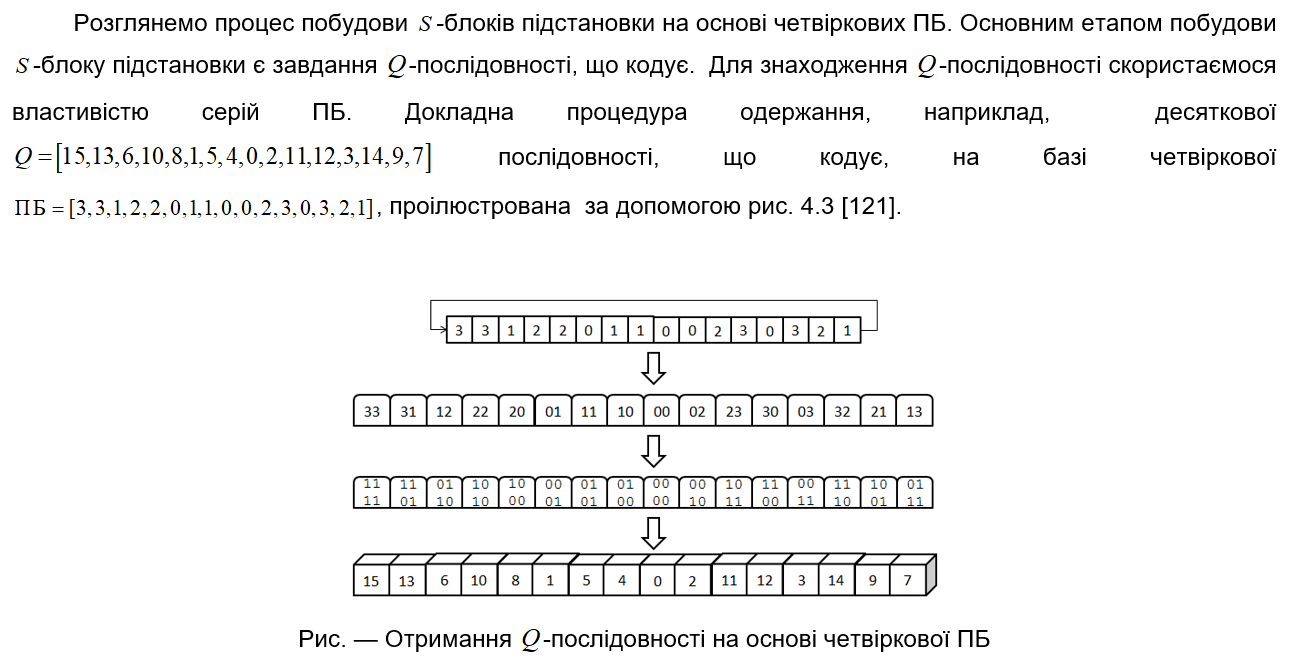 Розглянемо процес побудови S-блоків підстановки на основі четвіркових ПБ. Основним етапом побудови
S-блоку підстановки є завдання Q-послідовності, що кодує. Для знаходження Q-послідовності скористаємося
властивістю серій ПБ. Докладна процедура одержання, наприклад, десяткової
Q=[15,13,6,10,8,1,5,4,0,2,11,12,3,14,9,7] послідовності, що кодує, на базі четвіркової
ПБ=[3,3,1,2,2,0,1,1,0,0,2,3,0,3,2,1], проілюстрована за допомогою рис. 4.3 [121].
3 3 1 2 2 0 1 1 0 0 2 3 0 3 2 1
33 31 12 22 20 01 11 10 00 02 23 30 03 32 21 13
11 11 01 10 10 00 01 01 00 00 10 11 00 11 10 01
11 01 10 10 00 01 01 00 00 10 11 00 11 10 01 11
15 13 6 10 8 1 5 4 0 2 11 12 3 14 9 7
Рис. — Отримання Q-послідовності на основі четвіркової ПБ